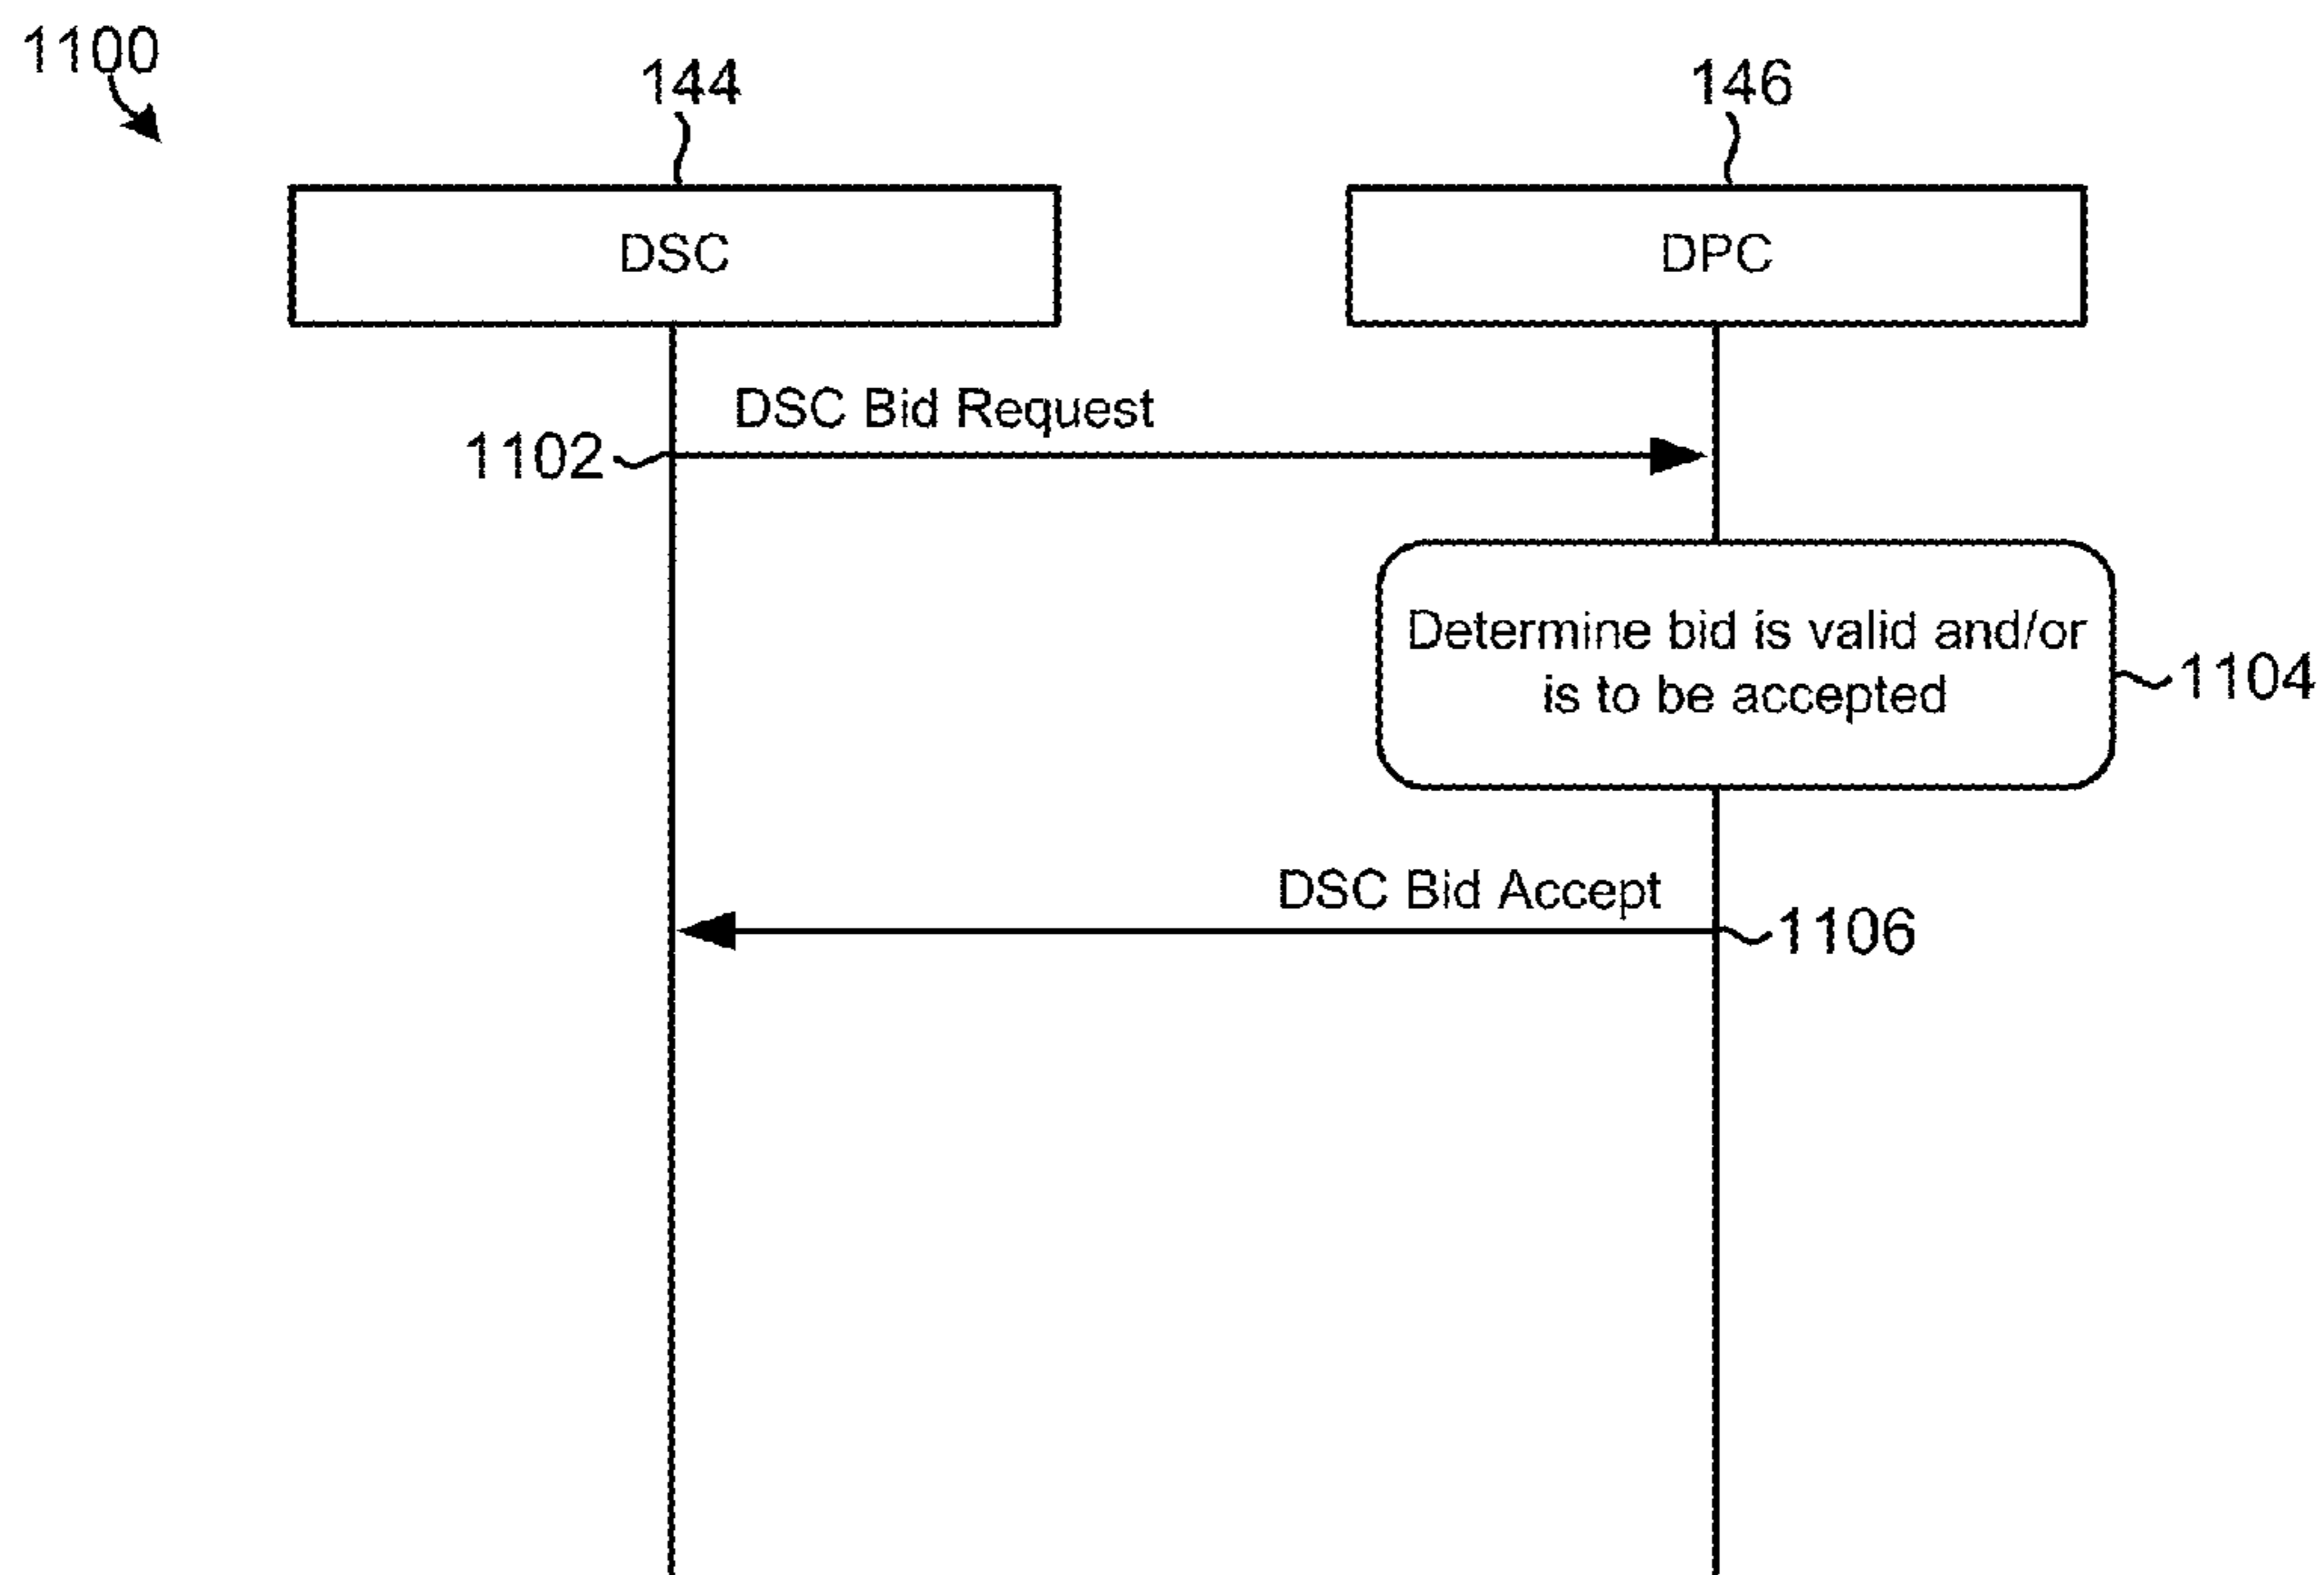 1100
144
146
DSC
DPC
DSC Bid Request
1102
Determine bid is valid and/or
is to be accepted
1104
DSC Bid Accept
1106